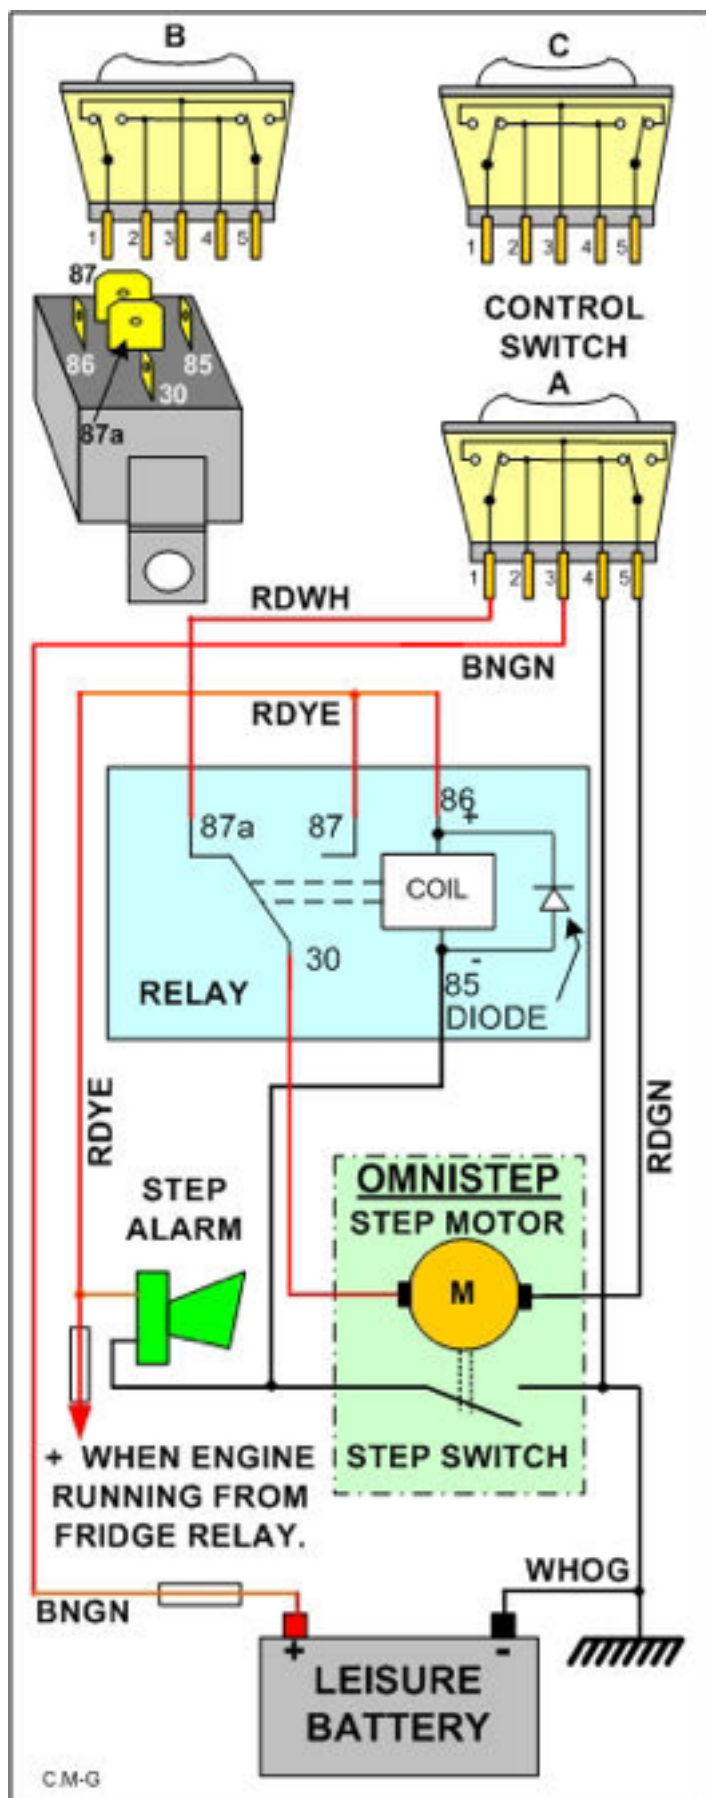 B
C
1 2 3 4 5
1 2 3 4 5
CONTROL
SWITCH
A
87
86
85
30
87a
1 2 3 4 5
RDWH
BNGN
RDYE
87a
87
86
+
COIL
30
-
85
RELAY
DIODE
RDYE
RDGN
STEP
ALARM
OMNISTEP
STEP MOTOR
M
STEP SWITCH
+ WHEN ENGINE
RUNNING FROM
FRIDGE RELAY.
WHOG
BNGN
+
-
LEISURE
BATTERY
C.M-G